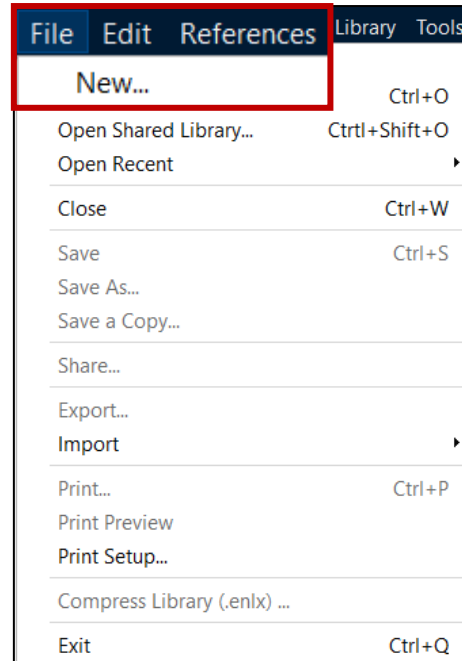 File Edit References Library Tools
New...
Ctrl+O
Open Shared Library... Ctrtl+Shift+O
Open Recent
Close Ctrl+W
Save Ctrl+S
Save As...
Save a Copy...
Share...
Export...
Import
Print... Ctrl+P
Print Preview
Print Setup...
Compress Library (.enlx) ...
Exit Ctrl+Q